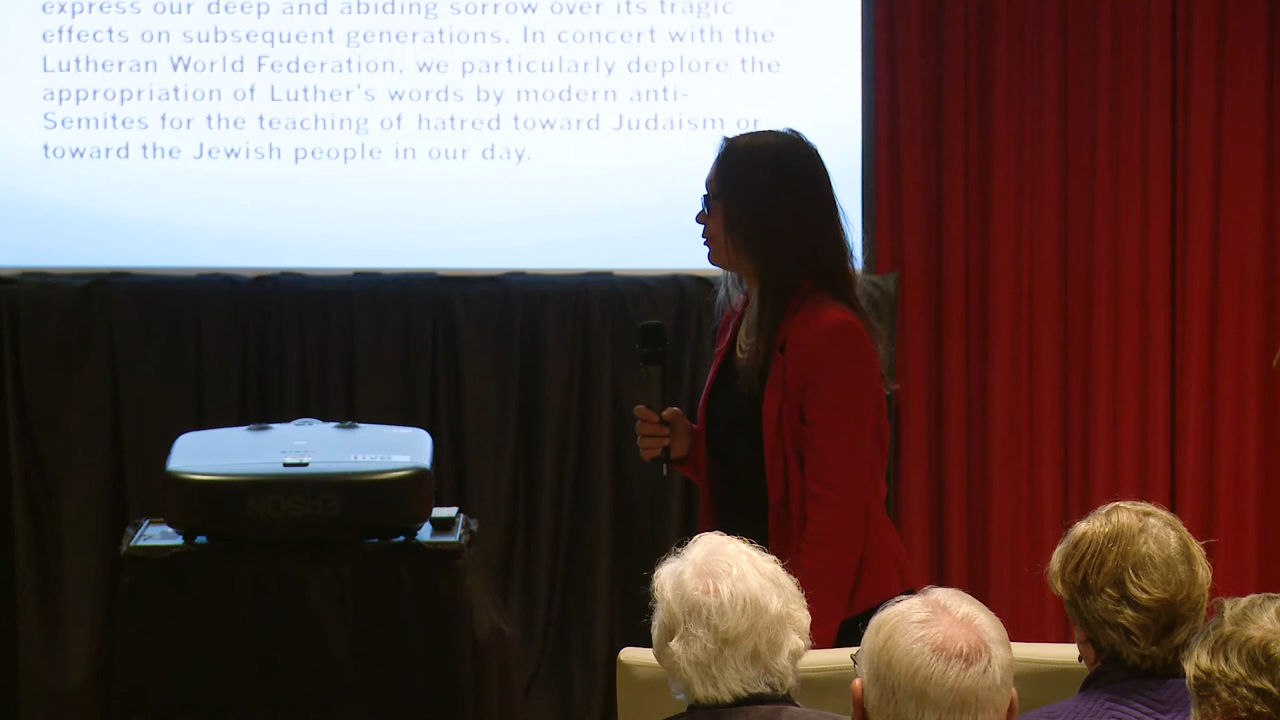 express our deep and abiding sorrow over its tragic
effects on subsequent generations. In concert with the
Lutheran World Federation, we particularly deplore the
appropriation of Luther's words by modern anti-
Semites for the teaching of hatred toward Judaism or
toward the Jewish people in our day.
EPSON